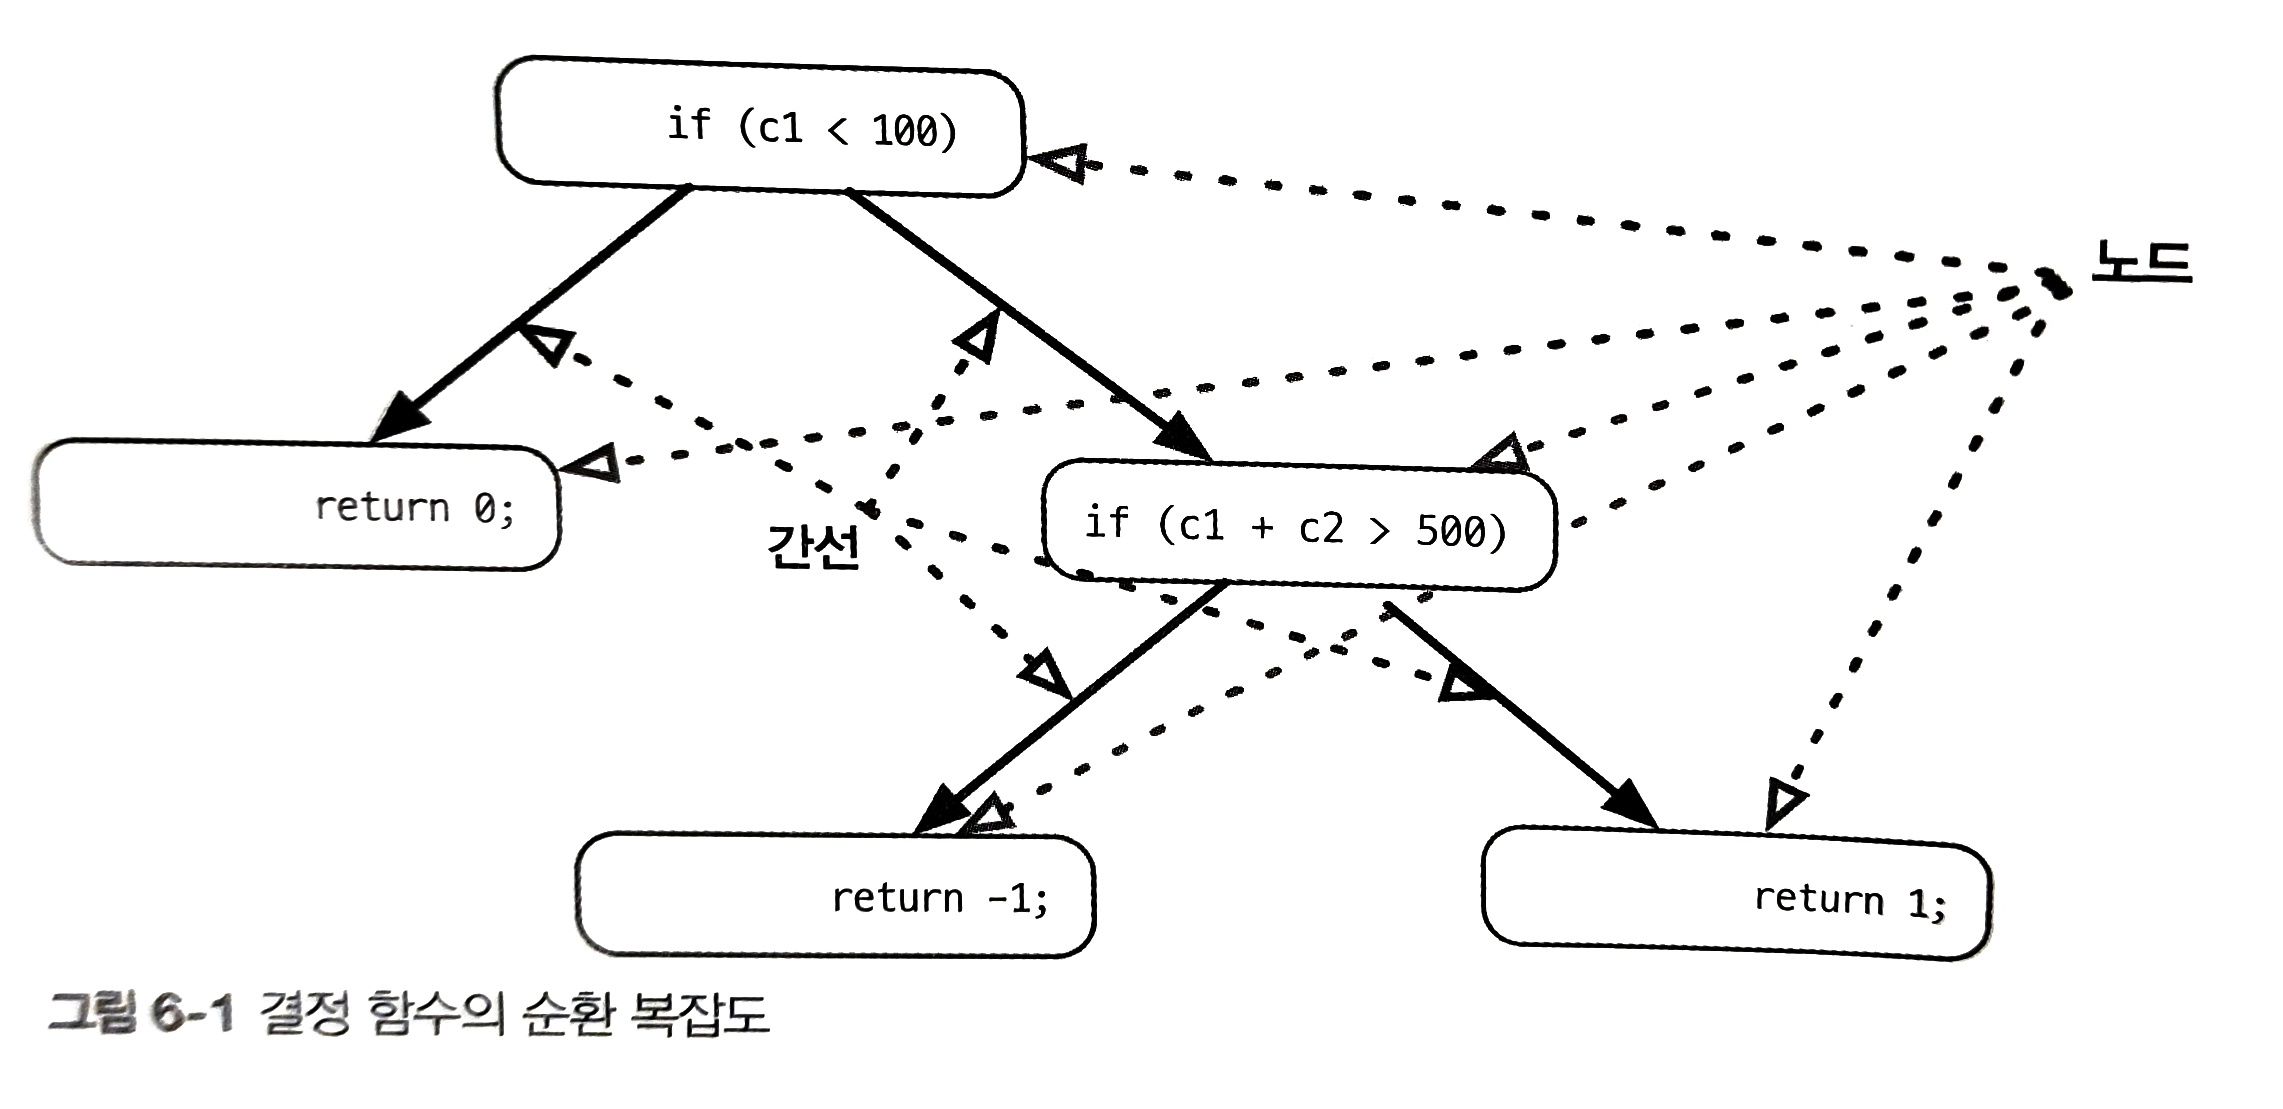 if (c1 < 100)
노드
return 0;
if (c1 + c2 > 500)
간선
return -1;
return 1;
그림 6-1 결정 함수의 순환 복잡도